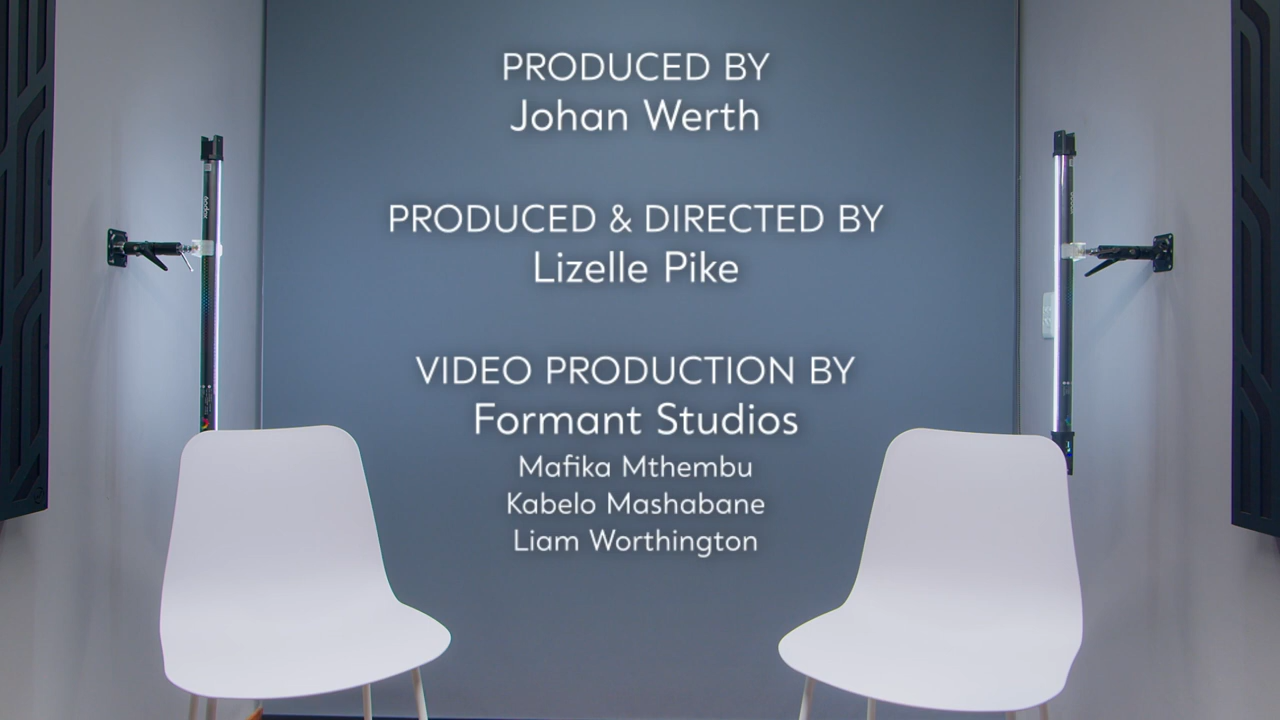 PRODUCED BY
Johan Werth
PRODUCED & DIRECTED BY
Lizelle Pike
VIDEO PRODUCTION BY
Formant Studios
Mafika Mthembu
Kabelo Mashabane
Liam Worthington